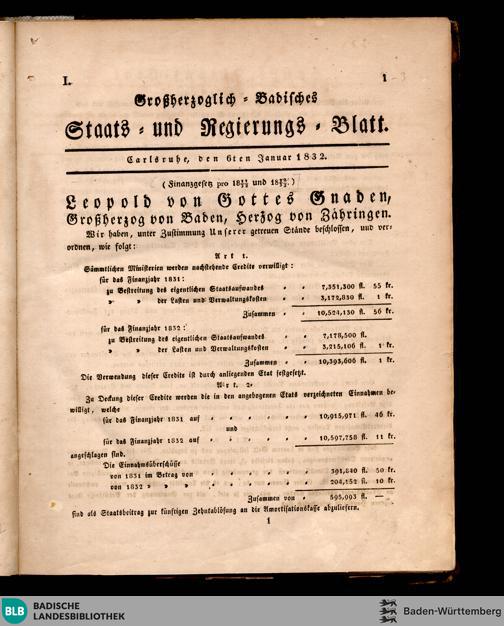 I. 1
Großherzoglich - Badisches
Staats - und Regierungs - Blatt.
Carlsruhe, den 6ten Januar 1832.
(Finanzgesetz pro und
Leopold von Gottes Gnaden,
Großherzog von Baden, Herzog von Zähringen.
Wir haben, unter Zustimmung Unserer getreuen Stände beschlossen, und ver-
ordnen, wie folgt:
Art 1.
Sämmtlichen Ministerien werden nachstehende Credite verwilligt:
für das Finanzjahr 1831:
zu Bestreitung des eigentlichen Staatsaufwandes „ „ 7,351,300 fl. 55 kr.
„ „ der Lasten und Verwaltungskosten „ „ 3,172,830 fl. 1 kr.
Zusammen „ „ 10,524,130 fl. 56 kr.
für das Finanzjahr 1832:
zu Bestreitung des eigentlichen Staatsaufwandes „ „ 7,178,500 fl.
„ „ der Lasten und Verwaltungskosten „ „ 3,215,106 fl. 1 kr.
Zusammen „ „ 10,393,606 fl. 1 kr.
Die Verwendung dieser Credite ist durch anliegenden Etat festgesetzt.
Art. 2.
Zu Deckung dieser Credite werden die in den angebogenen Etats verzeichneten Einnahmen be-
willigt, welche
für das Finanzjahr 1831 auf „ „ „ „ „ 10,915,971 fl. 46 kr.
und
für das Finanzjahr 1832 auf „ „ „ „ „ 10,597,758 fl. 11 kr.
angeschlagen sind.
Die Einnahmsüberschüsse
von 1831 im Betrag von „ „ „ „ „ 391,840 fl. 50 kr.
von 1832 „ „ „ „ „ „ „ 204,152 fl. 10 kr.
Zusammen von „ 595,993 fl. —
sind als Staatsbeitrag zur künftigen Zehntablösung an die Amortisationskasse abzuliefern.
1
BLB BADISCHE
LANDESBIBLIOTHEK
Baden-Württemberg